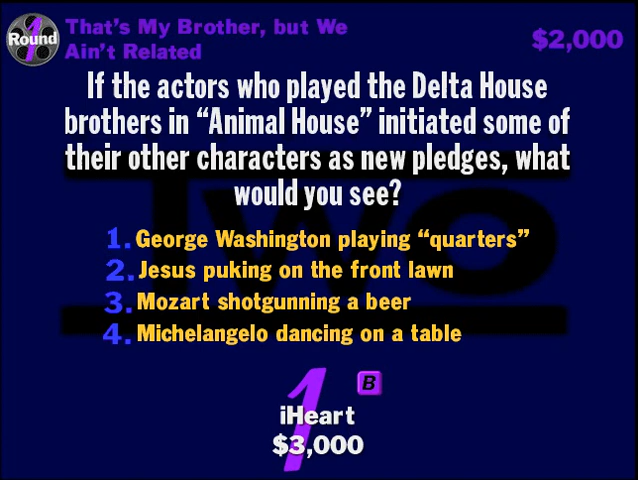 Round 1
That's My Brother, but We
Ain't Related
$2,000
If the actors who played the Delta House
brothers in "Animal House" initiated some of
their other characters as new pledges, what
would you see?
Two
1. George Washington playing "quarters"
2. Jesus puking on the front lawn
3. Mozart shotgunning a beer
4. Michelangelo dancing on a table
1
B
iHeart
$3,000